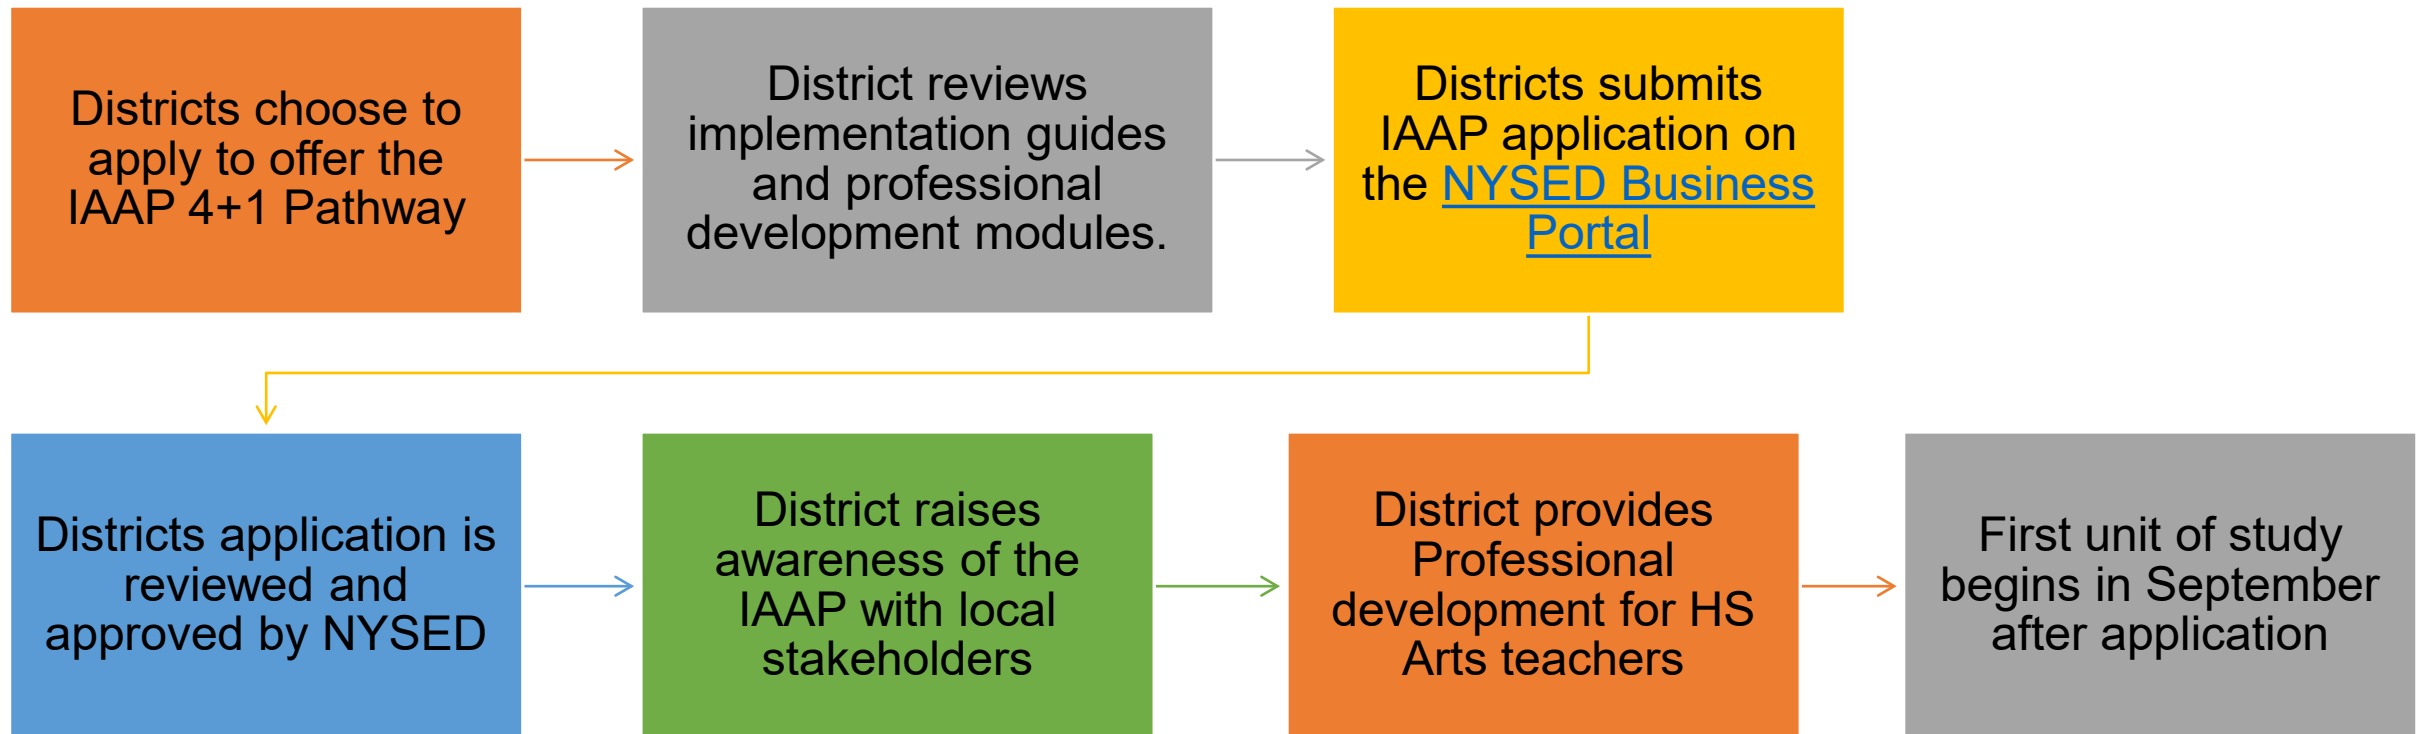 Districts choose to
apply to offer the
IAAP 4+1 Pathway
District reviews
implementation guides
and professional
development modules.
Districts submits
IAAP application on
the NYSED Business
Portal
Districts application is
reviewed and
approved by NYSED
District raises
awareness of the
IAAP with local
stakeholders
District provides
Professional
development for HS
Arts teachers
First unit of study
begins in September
after application